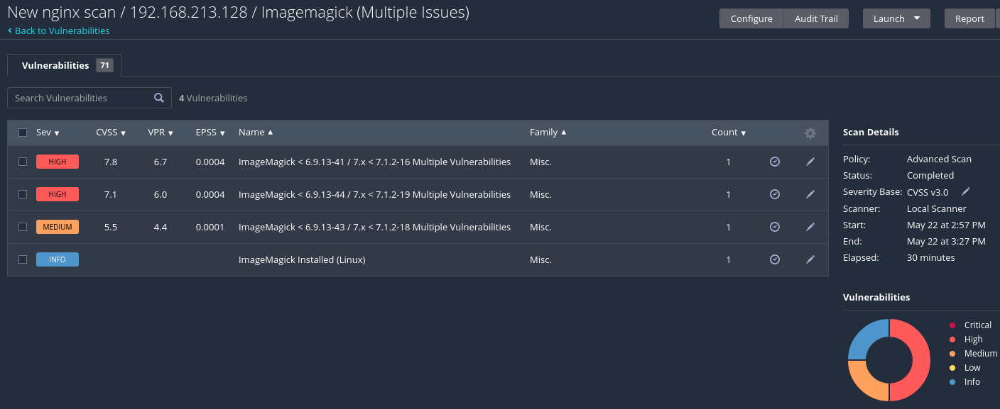 New nginx scan / 192.168.213.128 / Imagemagick (Multiple Issues)
Configure Audit Trail Launch Report
Back to Vulnerabilities
Vulnerabilities 71
Search Vulnerabilities 4 Vulnerabilities
Sev CVSS VPR EPSS Name Family Count
HIGH 7.8 6.7 0.0004 ImageMagick < 6.9.13-41 / 7.x < 7.1.2-16 Multiple Vulnerabilities Misc. 1
HIGH 7.1 6.0 0.0004 ImageMagick < 6.9.13-44 / 7.x < 7.1.2-19 Multiple Vulnerabilities Misc. 1
MEDIUM 5.5 4.4 0.0001 ImageMagick < 6.9.13-43 / 7.x < 7.1.2-18 Multiple Vulnerabilities Misc. 1
INFO ImageMagick Installed (Linux) Misc. 1
Scan Details
Policy: Advanced Scan
Status: Completed
Severity Base: CVSS v3.0
Scanner: Local Scanner
Start: May 22 at 2:57 PM
End: May 22 at 3:27 PM
Elapsed: 30 minutes
Vulnerabilities
Critical
High
Medium
Low
Info